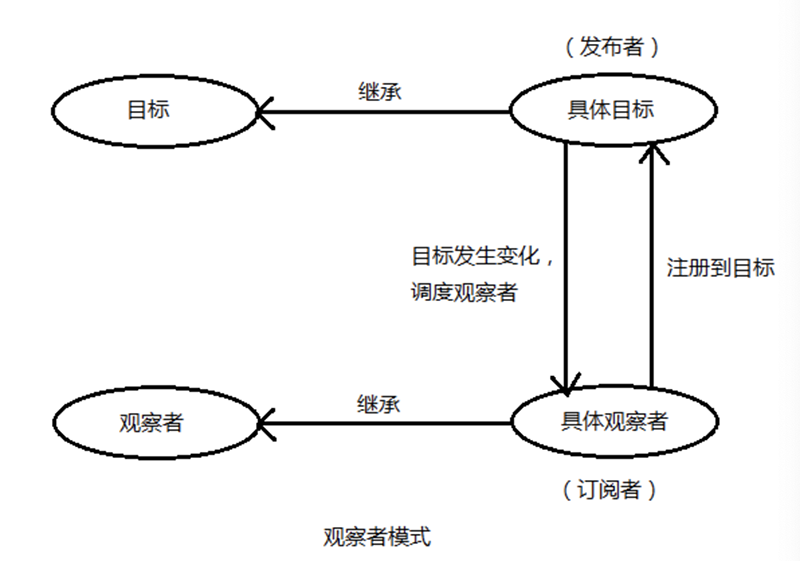 （发布者）
目标
继承
具体目标
目标发生变化，
调度观察者
注册到目标
观察者
继承
具体观察者
（订阅者）
观察者模式